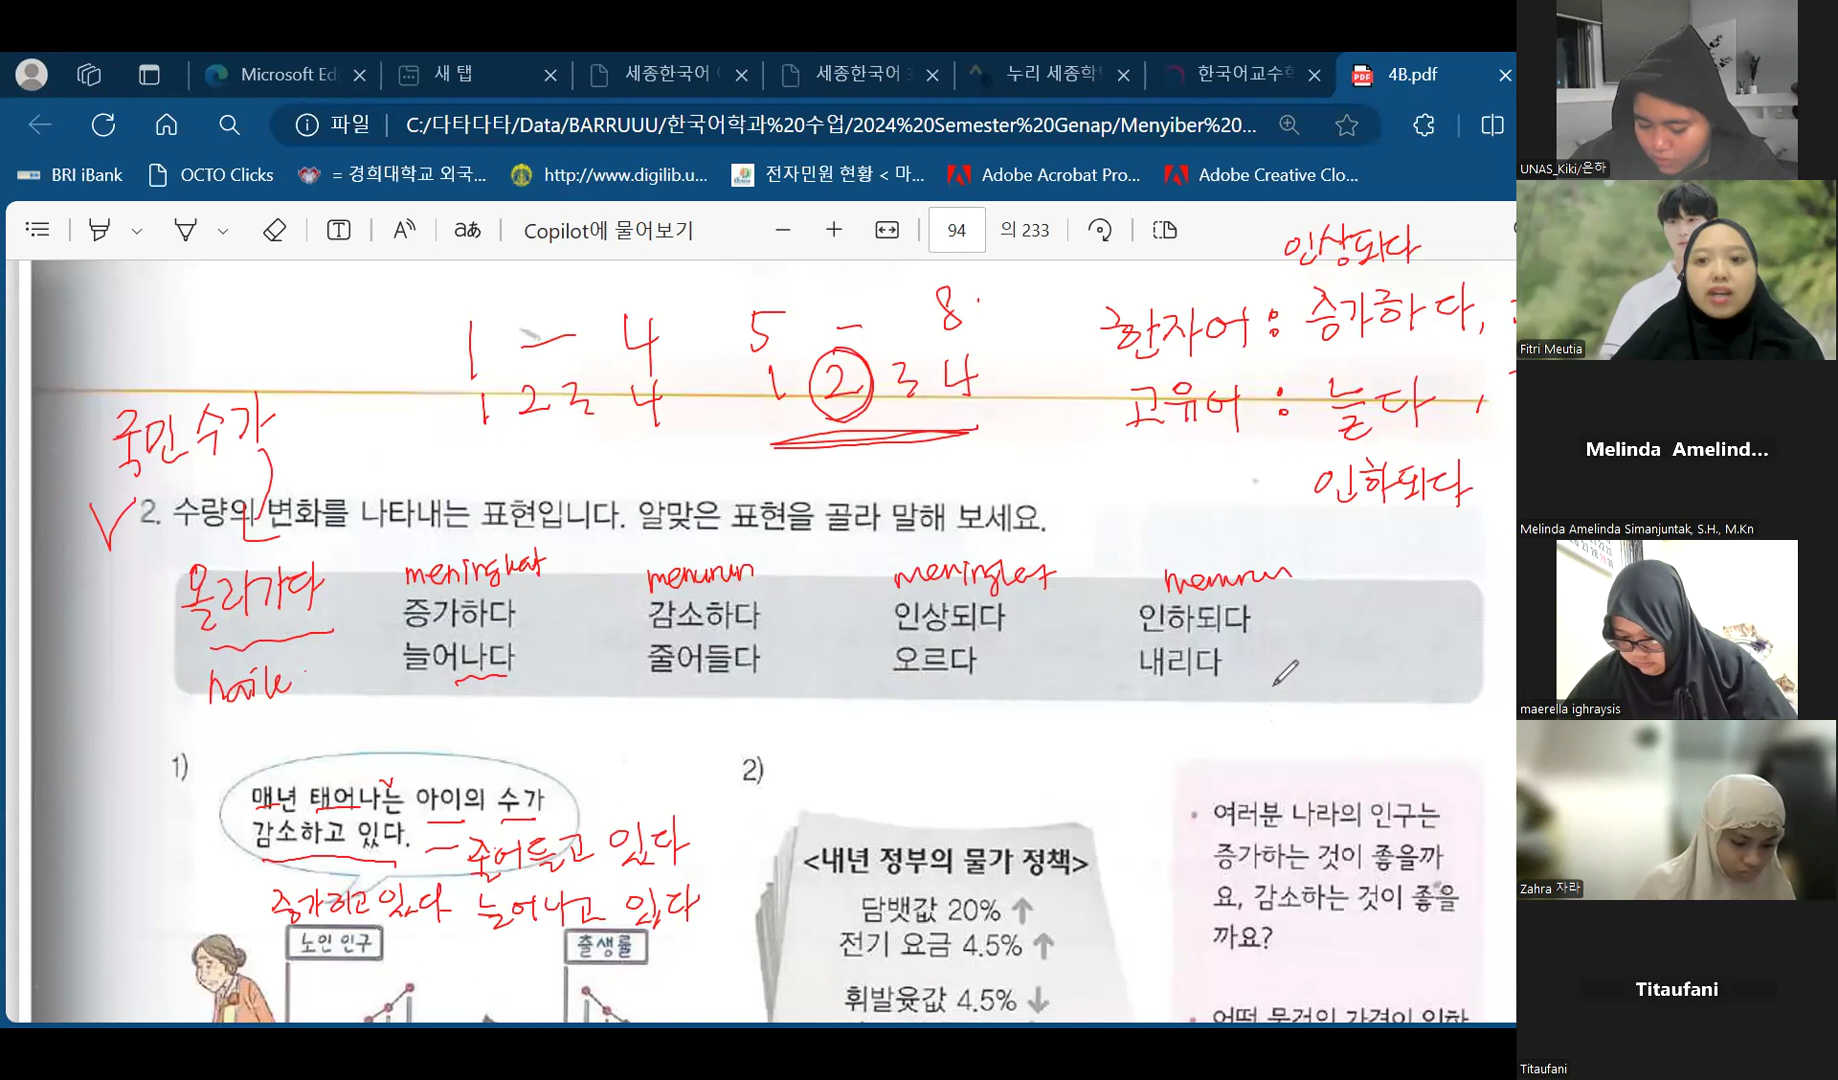 Microsoft Ed
새 탭
세종한국어
세종한국어
누리 세종학
한국어교수학
4B.pdf
파일
C:/다타다타/Data/BARRUUU/한국어학과%20수업/2024%20Semester%20Genap/Menyiber%20...
BRI iBank
OCTO Clicks
= 경희대학교 외국...
http://www.digilib.u...
전자민원 현황 < 마...
Adobe Acrobat Pro...
Adobe Creative Clo...
Copilot에 물어보기
94
의 233
인상되다
1 ─ 4 5 ─ 8
한자어 : 증가하다,
1 2 3 4 1 2 3 4
고유어 : 늘다,
국민 수가
인하되다
2. 수량의 변화를 나타내는 표현입니다. 알맞은 표현을 골라 말해 보세요.
올라가다
meningkat menurun meningkat menurun
증가하다 감소하다 인상되다 인하되다
늘어나다 줄어들다 오르다 내리다
naik
1)
매년 태어나는 아이의 수가
감소하고 있다.
─ 줄어들고 있다
증가하고 있다 늘어나고 있다
노인 인구
출생률
2)
<내년 정부의 물가 정책>
담뱃값 20% ↑
전기 요금 4.5% ↑
휘발윳값 4.5% ↓
• 여러분 나라의 인구는
증가하는 것이 좋을까
요, 감소하는 것이 좋을
까요?
• 어떤 물건의 가격이 인하
UNAS_Kiki/은하
Fitri Meutia
Melinda Amelind...
Melinda Amelinda Simanjuntak, S.H., M.Kn
maerella ighraysis
Zahra 자라
Titaufani
Titaufani